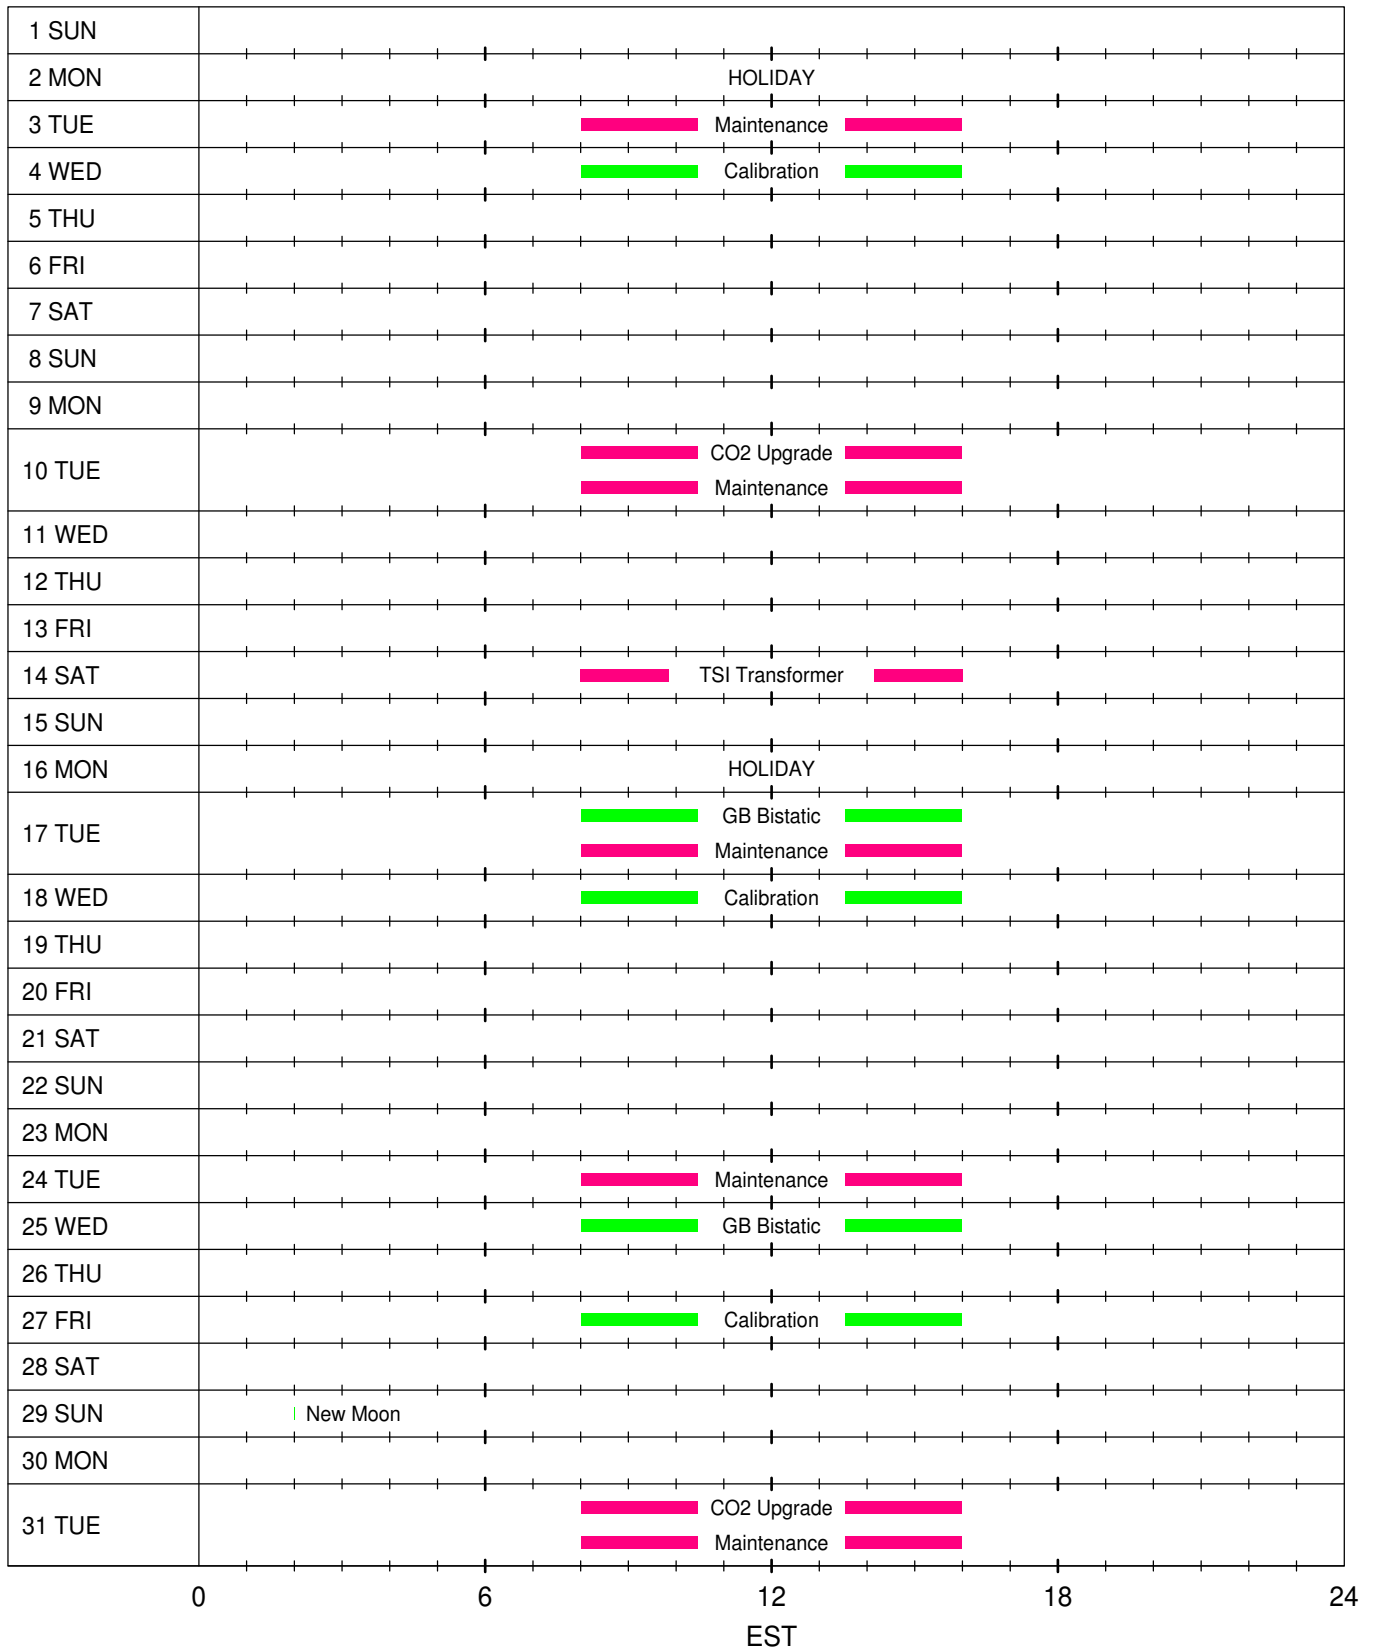 1 SUN
2 MON HOLIDAY
3 TUE Maintenance
4 WED Calibration
5 THU
6 FRI
7 SAT
8 SUN
9 MON
10 TUE CO2 Upgrade
Maintenance
11 WED
12 THU
13 FRI
14 SAT TSI Transformer
15 SUN
16 MON HOLIDAY
17 TUE GB Bistatic
Maintenance
18 WED Calibration
19 THU
20 FRI
21 SAT
22 SUN
23 MON
24 TUE Maintenance
25 WED GB Bistatic
26 THU
27 FRI Calibration
28 SAT
29 SUN New Moon
30 MON
31 TUE CO2 Upgrade
Maintenance
0 6 12 18 24
EST